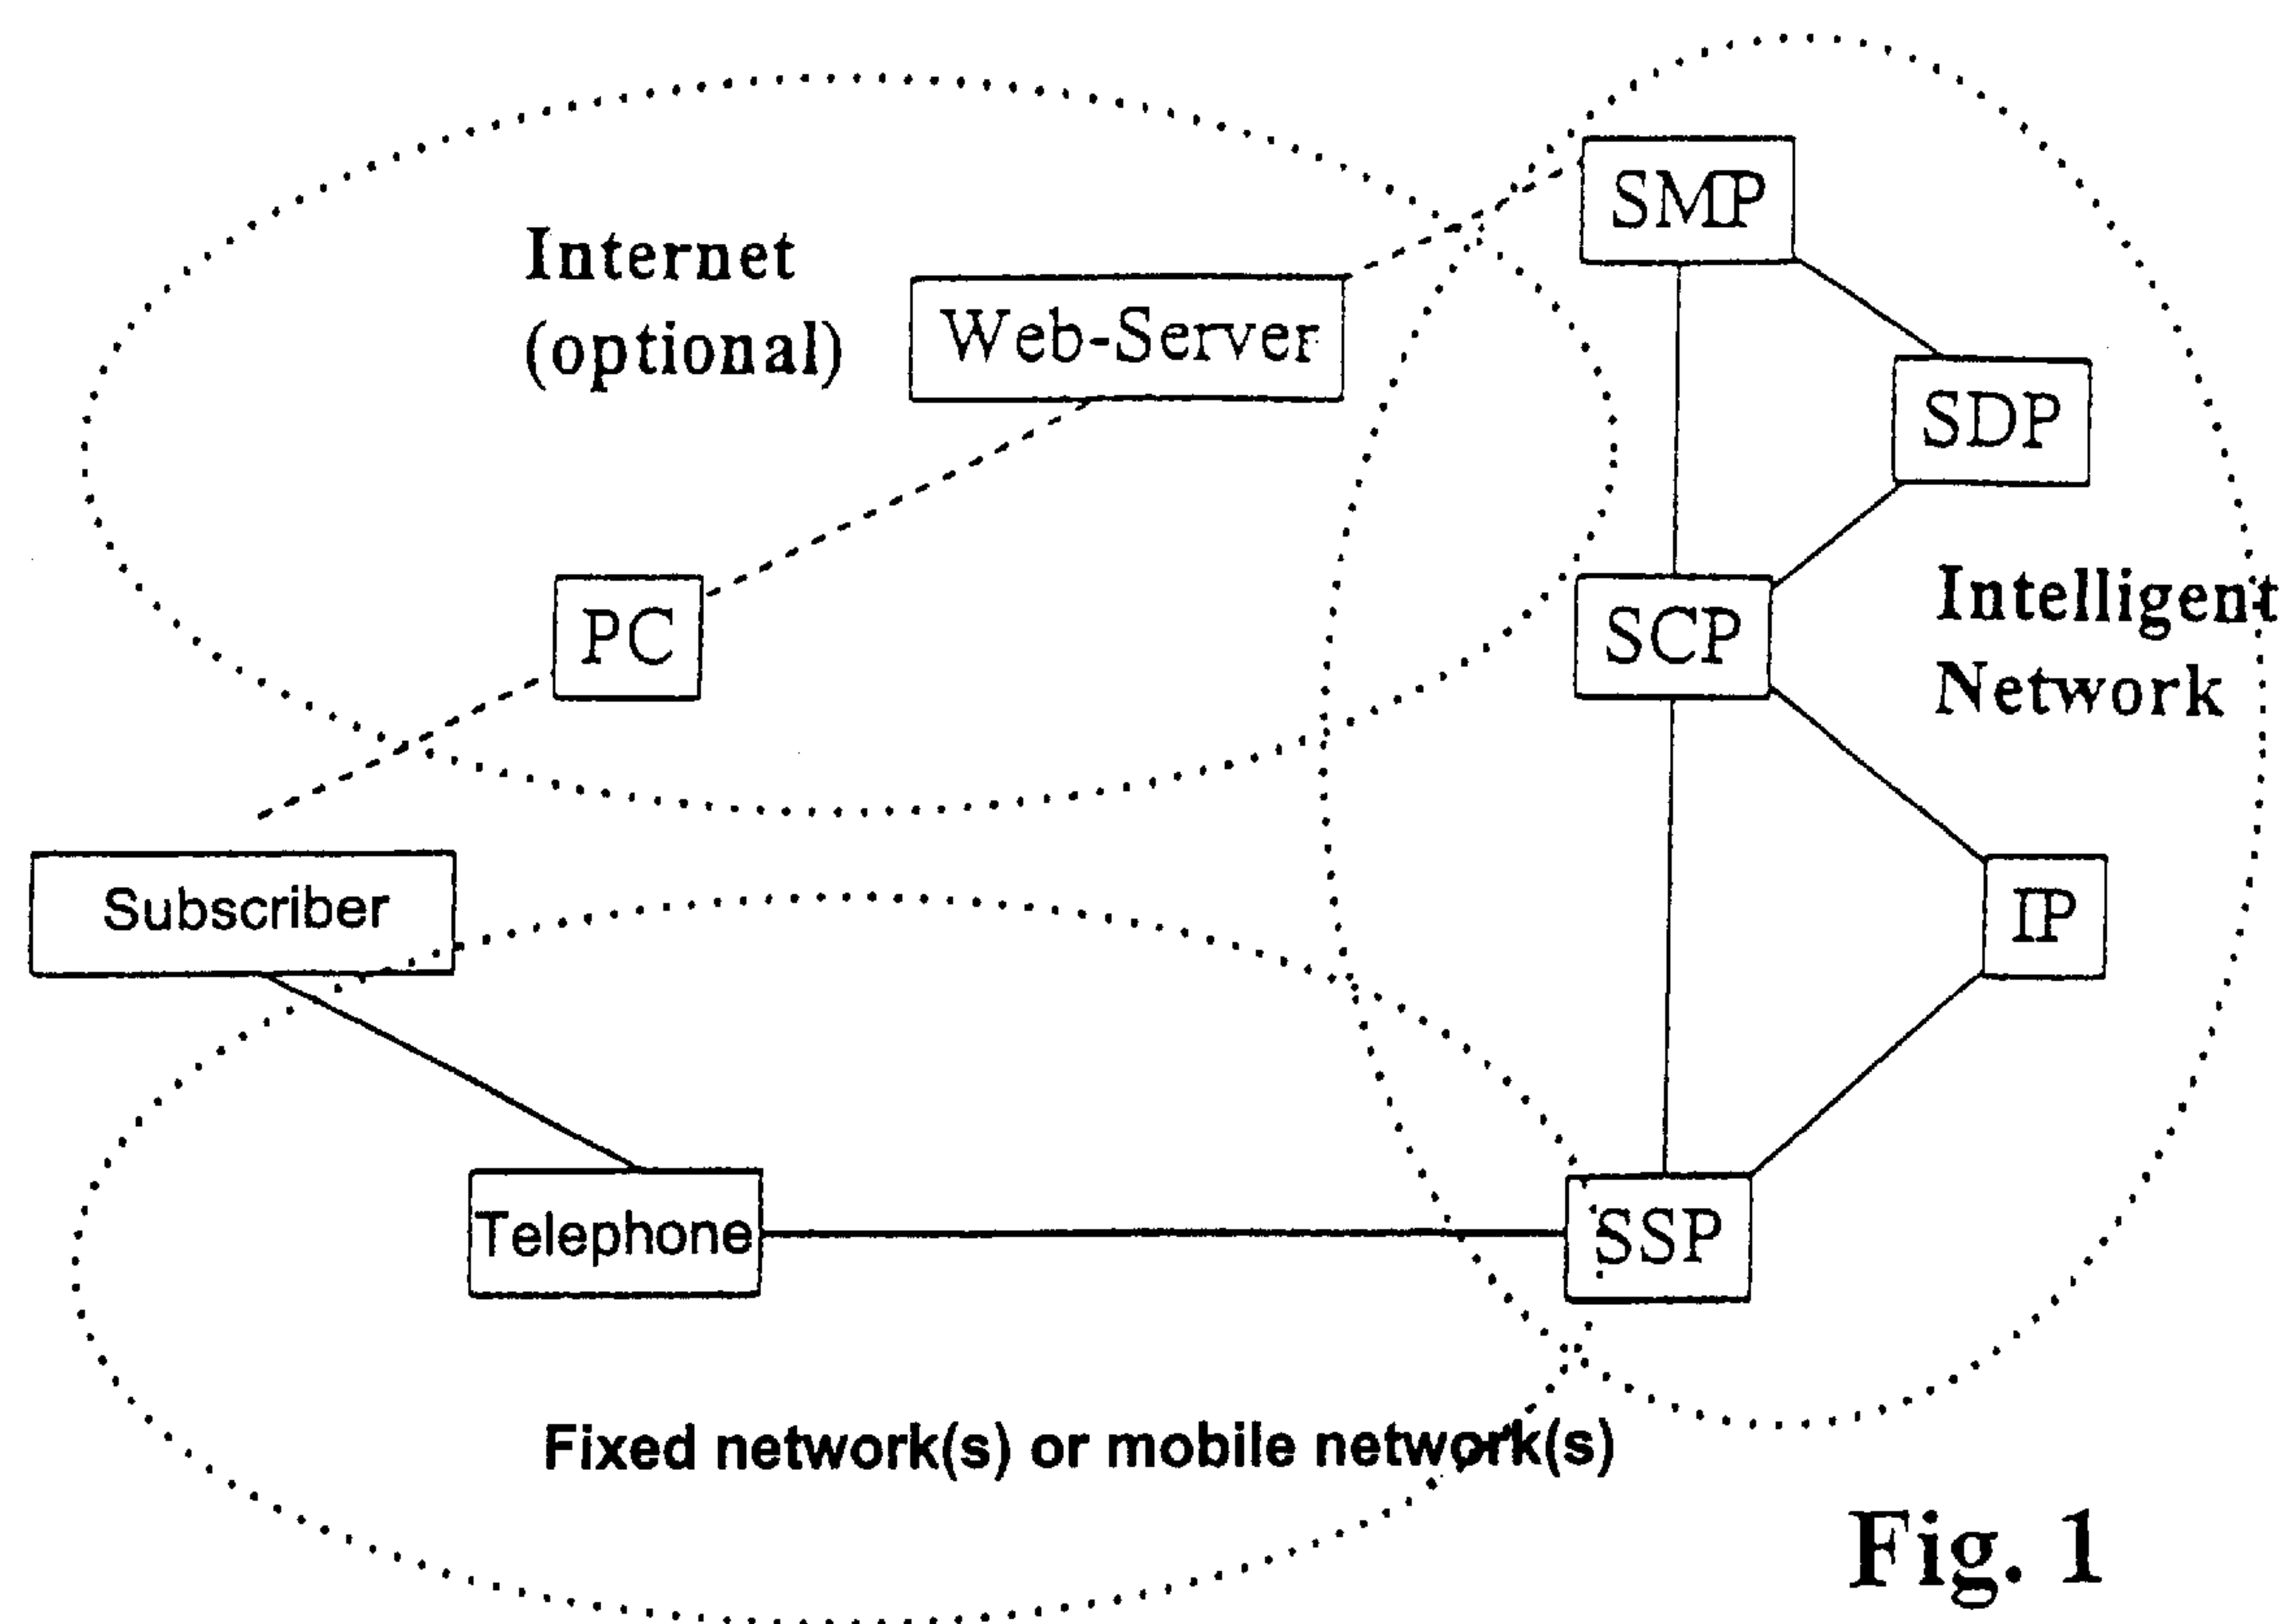 SMP
Internet
(optional)
Web-Server
SDP
PC
SCP
Intelligent
Network
Subscriber
IP
Telephone
SSP
Fixed network(s) or mobile network(s)
Fig. 1